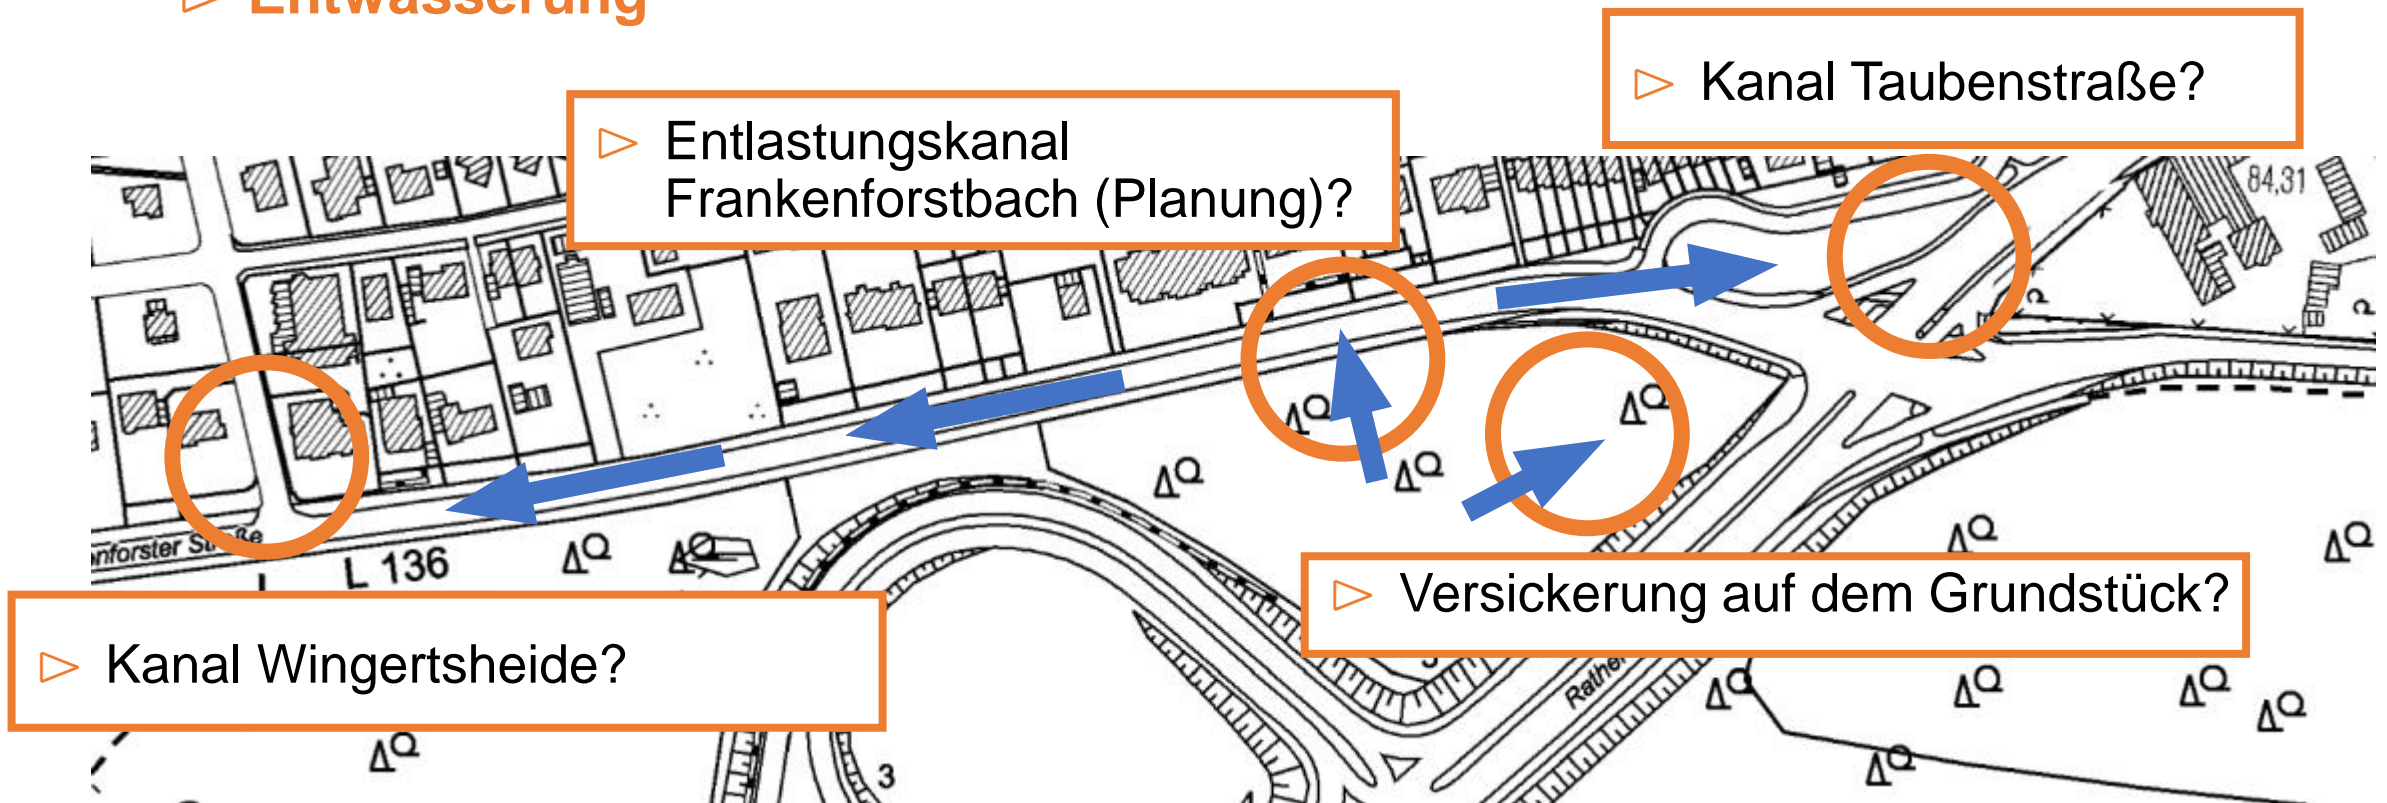 Entwässerung
Kanal Taubenstraße?
Entlastungskanal
Frankenforstbach (Planung)?
84,31
L 136
Versickerung auf dem Grundstück?
Kanal Wingertsheide?
3